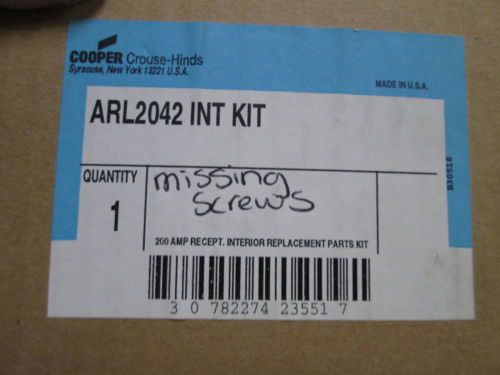 COOPER Crouse-Hinds
Syracuse, New York 13221 U.S.A.
MADE IN U.S.A.
ARL2042 INT KIT
QUANTITY
1
missing
screws
200 AMP RECEPT. INTERIOR REPLACEMENT PARTS KIT
B30516
3 0 782274 23551 7